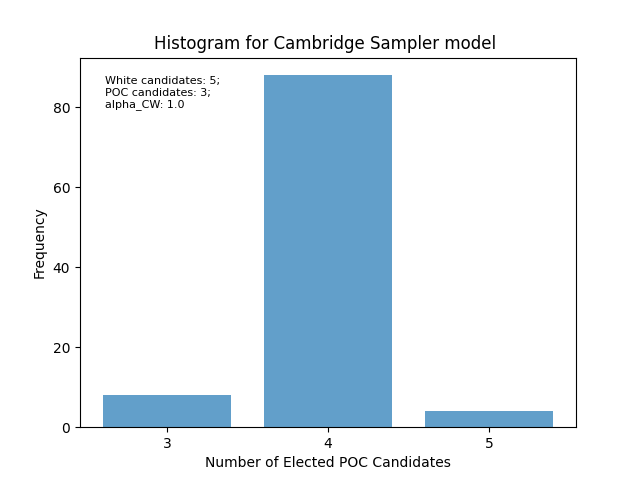 Histogram for Cambridge Sampler model
White candidates: 5;
POC candidates: 3;
alpha_CW: 1.0
80
60
40
20
0
Frequency
3 4 5
Number of Elected POC Candidates